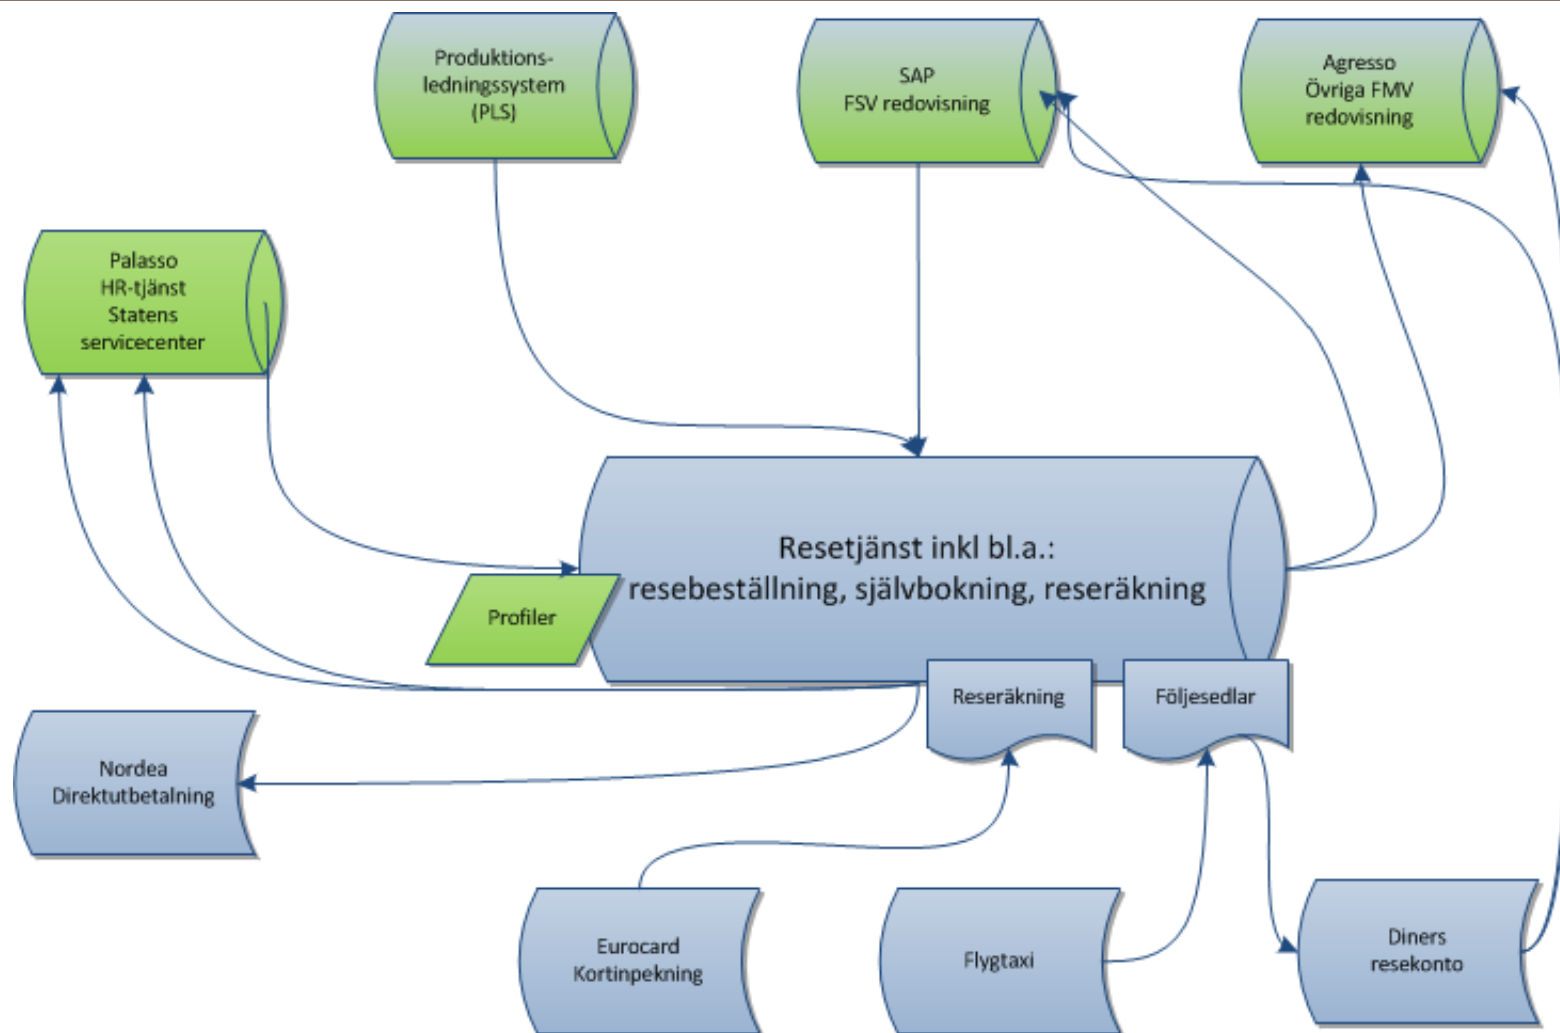 Produktions-
ledningssystem
(PLS)
SAP
FSV redovisning
Agresso
Övriga FMV
redovisning
Palasso
HR-tjänst
Statens
servicecenter
Resetjänst inkl bl.a.:
resebeställning, självbokning, reseräkning
Profiler
Reseräkning
Följesedlar
Nordea
Direktutbetalning
Eurocard
Kortinpekning
Flygtaxi
Diners
resekonto